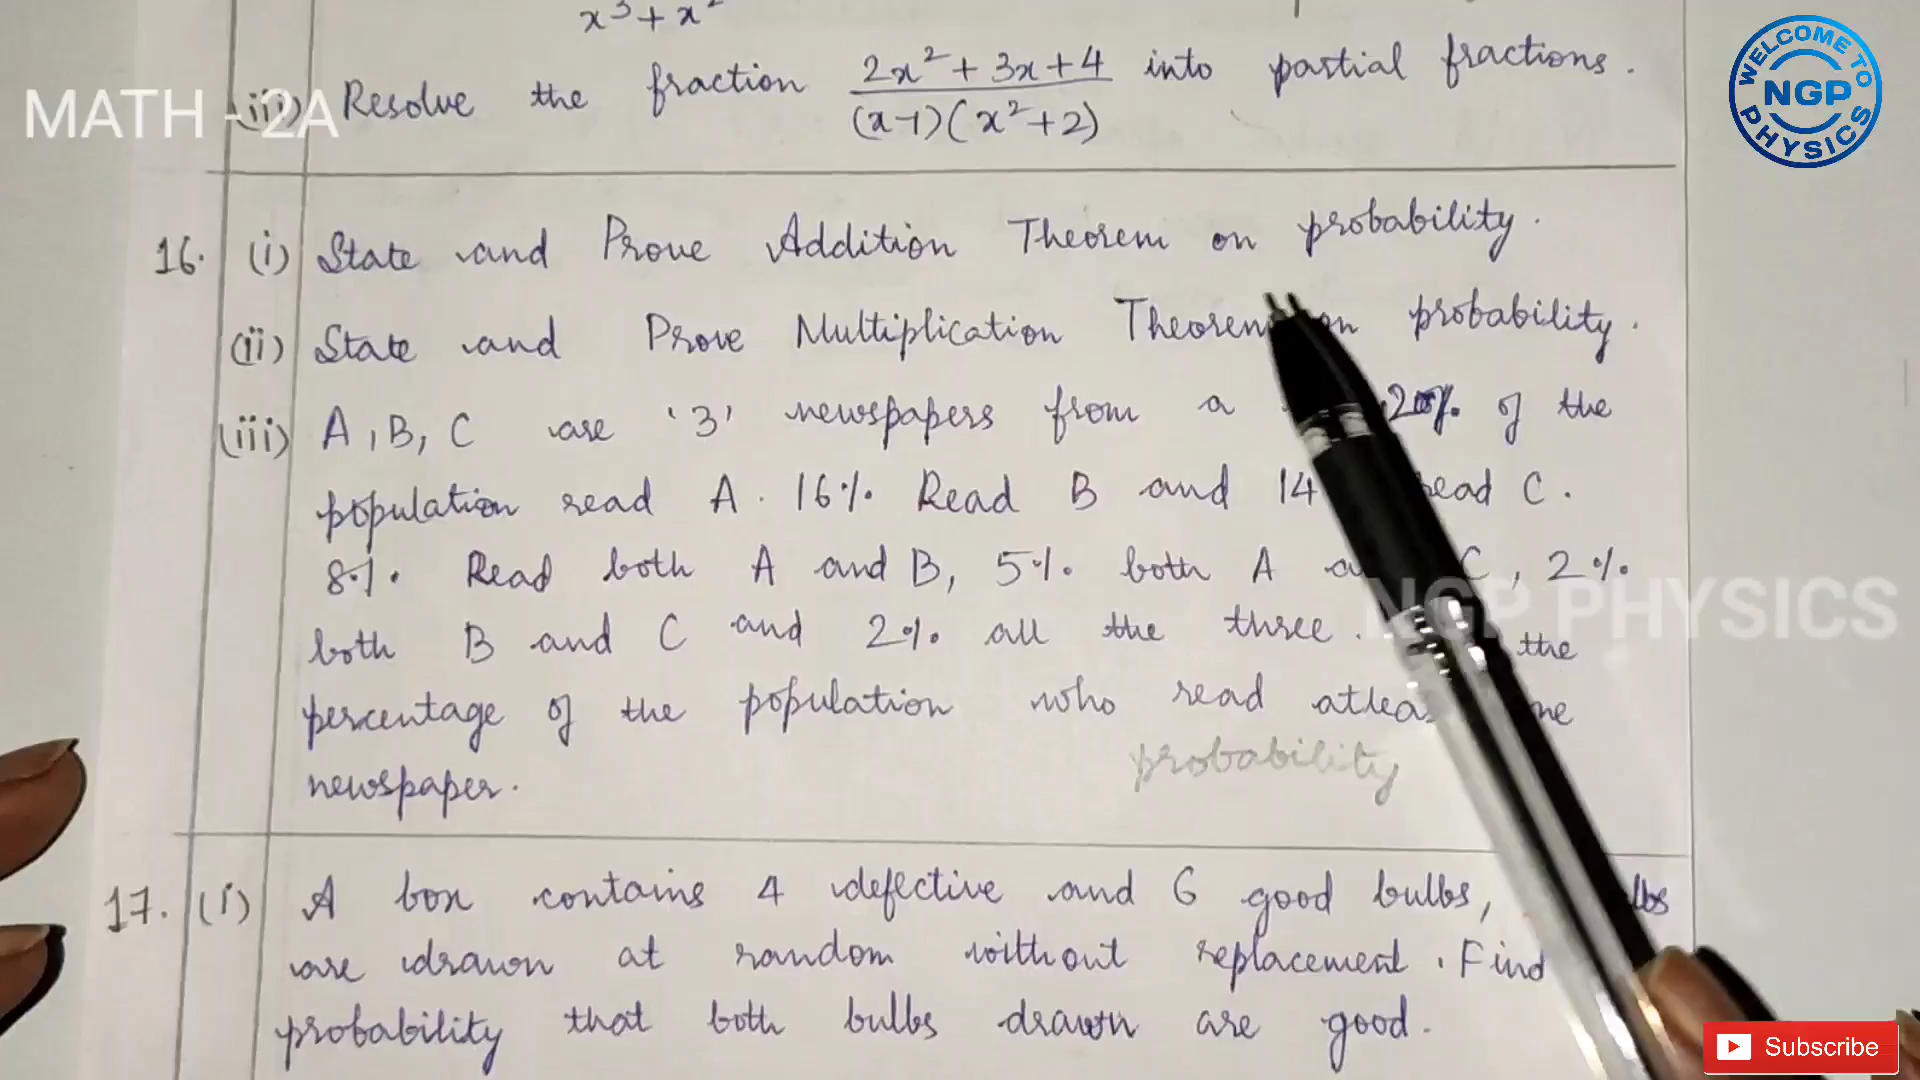 x³ + x²
(ii) Resolve the fraction 2x² + 3x + 4 / (x-1)(x²+2) into partial fractions.
MATH - 2A
WELCOME TO NGP PHYSICS
16. (i) State and Prove Addition Theorem on probability.
(ii) State and Prove Multiplication Theorem on probability.
(iii) A, B, C are '3' newspapers from a 20% of the
population read A. 16% Read B and 14 read C.
8% Read both A and B, 5% both A C, 2%
NGP PHYSICS
both B and C and 2% all the three. the
percentage of the population who read
probability
newspaper.
17. (i) A box contains 4 defective and 6 good bulbs,
are drawn at random without replacement. Find
probability that both bulbs drawn are good.
Subscribe